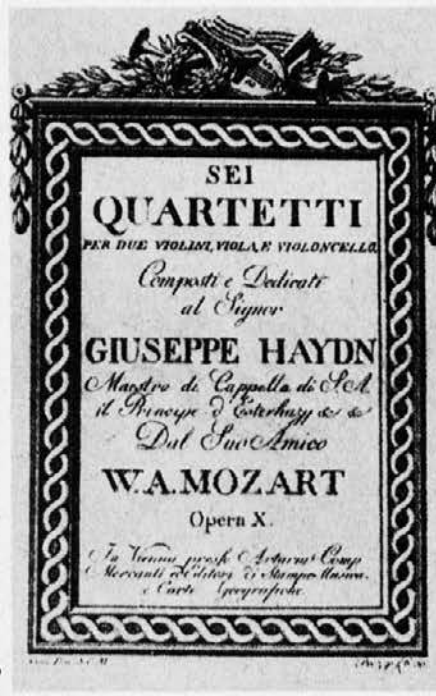 SEI
QUARTETTI
PER DUE VIOLINI, VIOLA, E VIOLONCELLO.
Composti e Dedicati
al Signor
GIUSEPPE HAYDN
Maestro di Cappella di S.A.
il Principe d'Esterhazy &c &c
Dal Suo Amico
W.A.MOZART
Opera X.
In Vienna presso Artaria Comp.
Mercanti ed Editori di Stampe Musica
e Carte Geografiche.